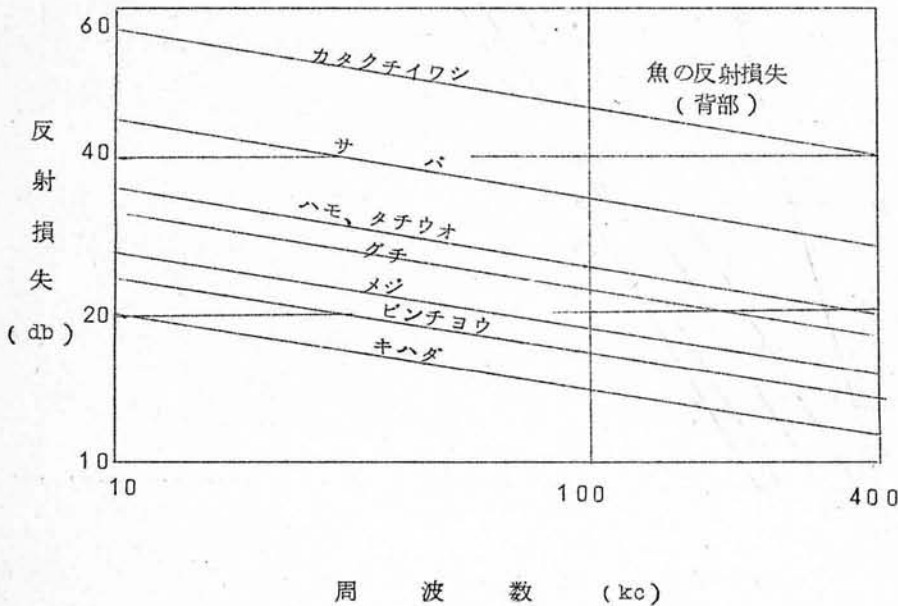 60
カタクチイワシ
魚の反射損失
(背部)
反射損失
(db)
40
サバ
ハモ、タチウオ
グチ
メジ
ビンチョウ
20
キハダ
10
10
100
400
周波数 (kc)